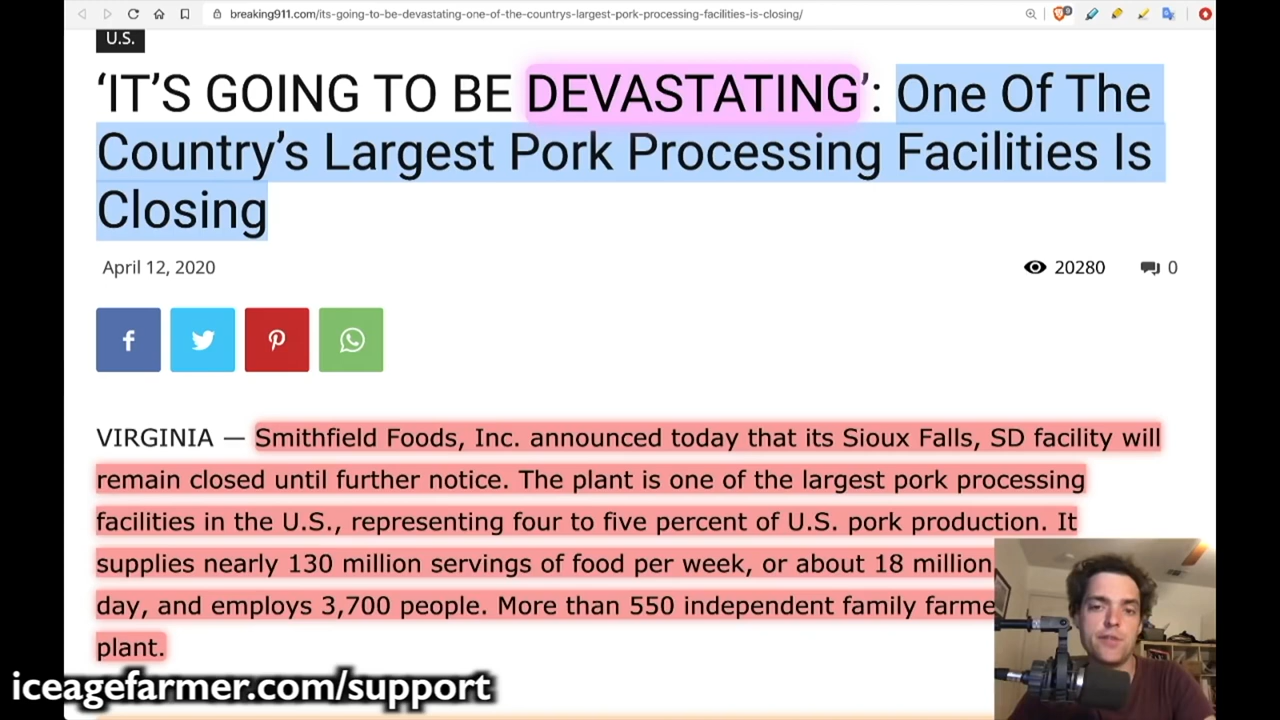 breaking911.com/its-going-to-be-devastating-one-of-the-countrys-largest-pork-processing-facilities-is-closing/
U.S.
‘IT’S GOING TO BE DEVASTATING’: One Of The
Country’s Largest Pork Processing Facilities Is
Closing
April 12, 2020
20280
0
VIRGINIA — Smithfield Foods, Inc. announced today that its Sioux Falls, SD facility will
remain closed until further notice. The plant is one of the largest pork processing
facilities in the U.S., representing four to five percent of U.S. pork production. It
supplies nearly 130 million servings of food per week, or about 18 million
day, and employs 3,700 people. More than 550 independent family
plant.
iceagefarmer.com/support